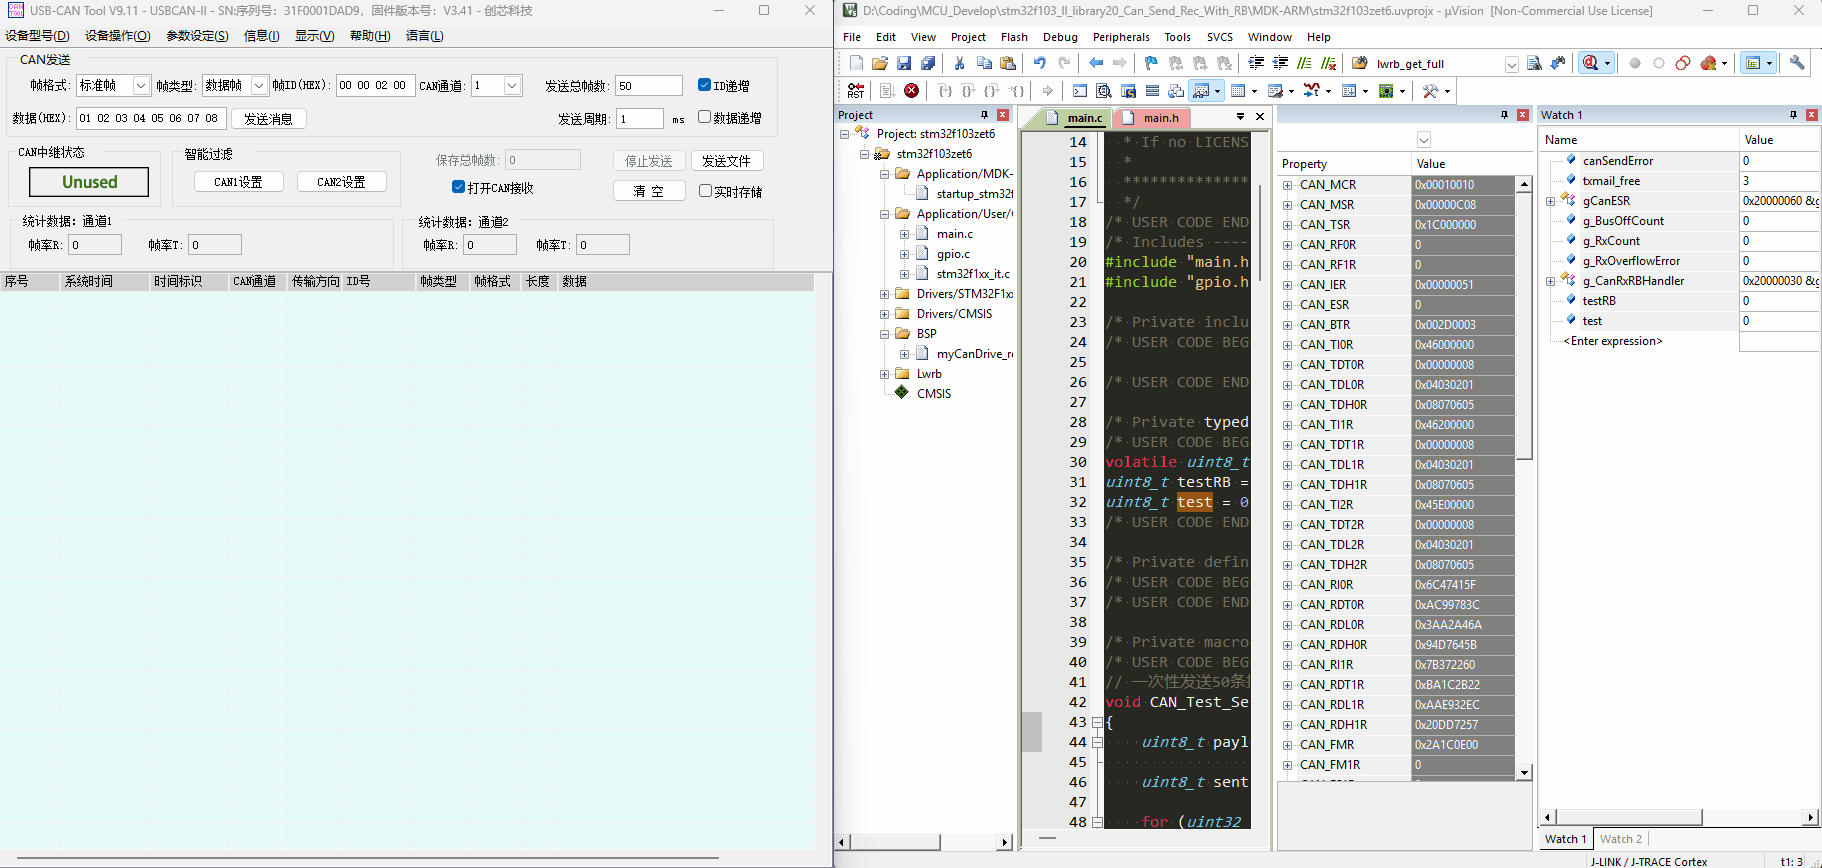 USB-CAN Tool V9.11 - USBCAN-II - SN:序列号：31F0001DAD9，固件版本号：V3.41 - 创芯科技
设备型号(D) 设备操作(O) 参数设定(S) 信息(I) 显示(V) 帮助(H) 语言(L)
CAN发送
帧格式： 标准帧 帧类型： 数据帧 帧ID(HEX)： 00 00 02 00 CAN通道： 1 发送总帧数： 50 ID递增
数据(HEX)： 01 02 03 04 05 06 07 08 发送消息 发送周期： 1 ms 数据递增
CAN中继状态 智能过滤 保存总帧数： 0 停止发送 发送文件
Unused CAN1设置 CAN2设置 打开CAN接收 清 空 实时存储
统计数据：通道1 统计数据：通道2
帧率R： 0 帧率T： 0 帧率R： 0 帧率T： 0
序号 系统时间 时间标识 CAN通道 传输方向 ID号 帧类型 帧格式 长度 数据
D:\Coding\MCU_Develop\stm32f103_ll_library20_Can_Send_Rec_With_RB\MDK-ARM\stm32f103zet6.uvprojx - µVision [Non-Commercial Use License]
File Edit View Project Flash Debug Peripherals Tools SVCS Window Help
lwrb_get_full
RST
Project
Project: stm32f103zet6
stm32f103zet6
Application/MDK-
startup_stm32f
Application/User/
main.c
gpio.c
stm32f1xx_it.c
Drivers/STM32F1x
Drivers/CMSIS
BSP
myCanDrive_r
Lwrb
CMSIS
main.c main.h
14 * If no LICENS
15 *
16 **************
17 */
18 /* USER CODE END
19 /* Includes ----
20 #include "main.h
21 #include "gpio.h
22
23 /* Private inclu
24 /* USER CODE BEG
25
26 /* USER CODE END
27
28 /* Private typed
29 /* USER CODE BEG
30 volatile uint8_t
31 uint8_t testRB =
32 uint8_t test = 0
33 /* USER CODE END
34
35 /* Private defin
36 /* USER CODE BEG
37 /* USER CODE END
38
39 /* Private macro
40 /* USER CODE BEG
41 // 一次性发送50条
42 void CAN_Test_Se
43 {
44 uint8_t payl
45
46 uint8_t sent
47
48 for (uint32
Property Value
CAN_MCR 0x00010010
CAN_MSR 0x00000C08
CAN_TSR 0x1C000000
CAN_RF0R 0
CAN_RF1R 0
CAN_IER 0x00000051
CAN_ESR 0
CAN_BTR 0x002D0003
CAN_TI0R 0x46000000
CAN_TDT0R 0x00000008
CAN_TDL0R 0x04030201
CAN_TDH0R 0x08070605
CAN_TI1R 0x46200000
CAN_TDT1R 0x00000008
CAN_TDL1R 0x04030201
CAN_TDH1R 0x08070605
CAN_TI2R 0x45E00000
CAN_TDT2R 0x00000008
CAN_TDL2R 0x04030201
CAN_TDH2R 0x08070605
CAN_RI0R 0x6C47415F
CAN_RDT0R 0xAC99783C
CAN_RDL0R 0x3AA2A46A
CAN_RDH0R 0x94D7645B
CAN_RI1R 0x7B372260
CAN_RDT1R 0xBA1C2B22
CAN_RDL1R 0xAAE932EC
CAN_RDH1R 0x20DD7257
CAN_FMR 0x2A1C0E00
CAN_FM1R 0
Watch 1
Name Value
canSendError 0
txmail_free 3
gCanESR 0x20000060 &g
g_BusOffCount 0
g_RxCount 0
g_RxOverflowError 0
g_CanRxRBHandler 0x20000030 &g
testRB 0
test 0
<Enter expression>
Watch 1 Watch 2
J-LINK / J-TRACE Cortex t1: 3